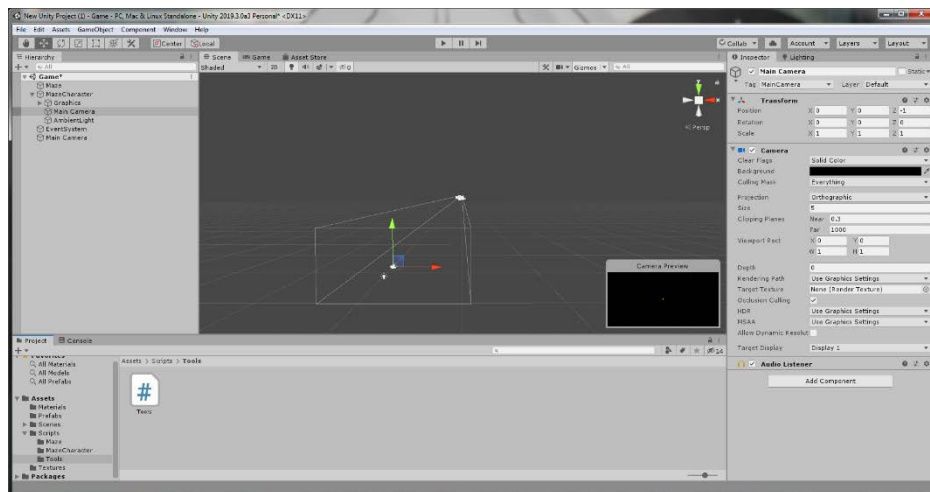 New Unity Project (1) - Game - PC, Mac & Linux Standalone - Unity 2019.3.0a3 Personal* <DX11>
File Edit Assets GameObject Component Window Help
Center Local
Collab Account Layers Layout
Hierarchy
All
Game*
Maze
MazeCharacter
Graphics
Main Camera
AmbientLight
EventSystem
Main Camera
Scene Game Asset Store
Shaded 2D 0 Gizmos All
Persp
Camera Preview
Inspector Lighting
Main Camera Static
Tag MainCamera Layer Default
Transform
Position X 0 Y 0 Z -1
Rotation X 0 Y 0 Z 0
Scale X 1 Y 1 Z 1
Camera
Clear Flags Solid Color
Background
Culling Mask Everything
Projection Orthographic
Size 5
Clipping Planes Near 0.3
Far 1000
Viewport Rect X 0 Y 0
W 1 H 1
Depth 0
Rendering Path Use Graphics Settings
Target Texture None (Render Texture)
Occlusion Culling
HDR Use Graphics Settings
MSAA Use Graphics Settings
Allow Dynamic Resolut
Target Display Display 1
Audio Listener
Add Component
Project Console
14
Favorites
All Materials
All Models
All Prefabs
Assets
Materials
Prefabs
Scenes
Scripts
Maze
MazeCharacter
Tools
Textures
Packages
Assets > Scripts > Tools
#
Tools